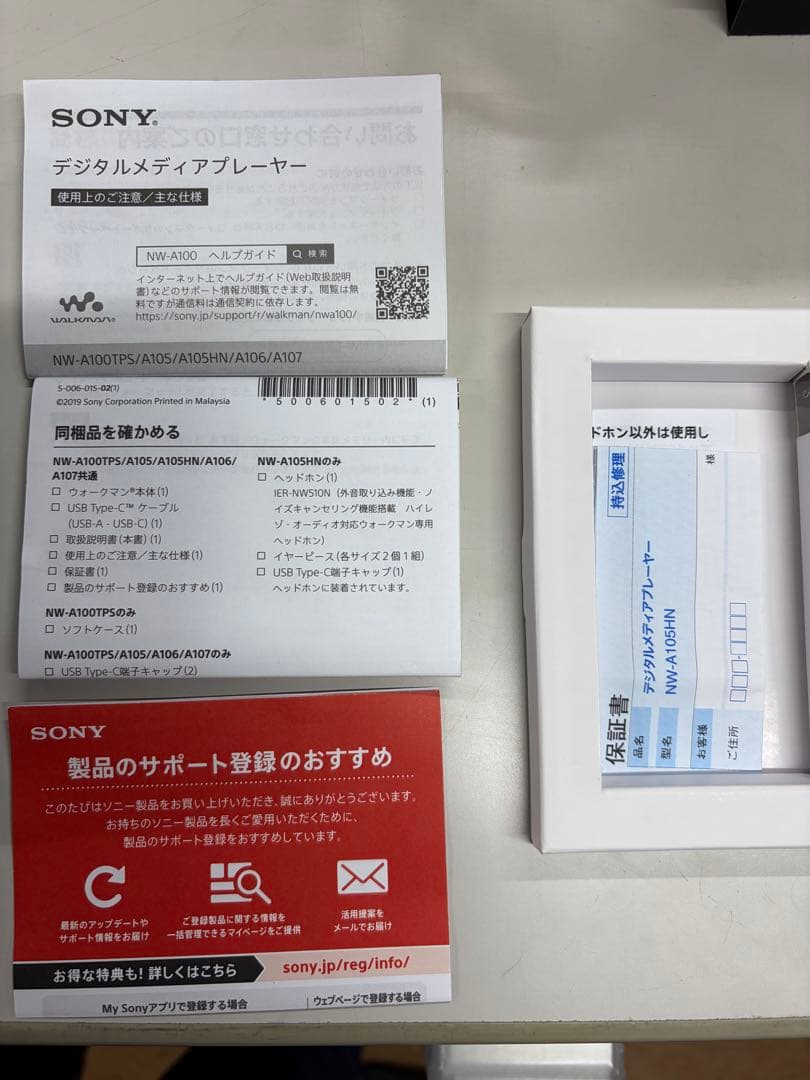 SONY®
デジタルメディアプレーヤー
使用上のご注意／主な仕様
NW-A100 ヘルプガイド 検索
インターネット上でヘルプガイド(Web取扱説明
書)などのサポート情報が閲覧できます。閲覧は無
料ですが通信料は通信契約に依存します。
https://sony.jp/support/r/walkman/nwa100/
WALKMAN®
NW-A100TPS/A105/A105HN/A106/A107
5-006-015-02(1)
©2019 Sony Corporation Printed in Malaysia
*500601502*(1)
同梱品を確かめる
NW-A100TPS/A105/A105HN/A106/
A107共通
□ ウォークマン®本体(1)
□ USB Type-C™ ケーブル
(USB-A - USB-C) (1)
□ 取扱説明書(本書)(1)
□ 使用上のご注意／主な仕様(1)
□ 保証書(1)
□ 製品のサポート登録のおすすめ(1)
NW-A100TPSのみ
□ ソフトケース(1)
NW-A100TPS/A105/A106/A107のみ
□ USB Type-C端子キャップ(2)
NW-A105HNのみ
□ ヘッドホン(1)
IER-NW510N（外音取り込み機能・ノ
イズキャンセリング機能搭載 ハイレ
ゾ・オーディオ対応ウォークマン専用
ヘッドホン)
□ イヤーピース(各サイズ2個1組)
□ USB Type-C端子キャップ(1)
ヘッドホンに装着されています。
SONY
製品のサポート登録のおすすめ
このたびはソニー製品をお買い上げいただき、誠にありがとうございます。
お持ちのソニー製品を長くご愛用いただくために、
製品のサポート登録をおすすめしています。
最新のアップデートや
サポート情報をお届け
ご登録製品に関する情報を
一括管理できるマイページをご提供
活用提案を
メールでお届け
お得な特典も! 詳しくはこちら
sony.jp/reg/info/
My Sonyアプリで登録する場合
ウェブページで登録する場合
ドホン以外は使用し
持込修理
保証書
品名
デジタルメディアプレーヤー
型名
NW-A105HN
お客様
様
ご住所